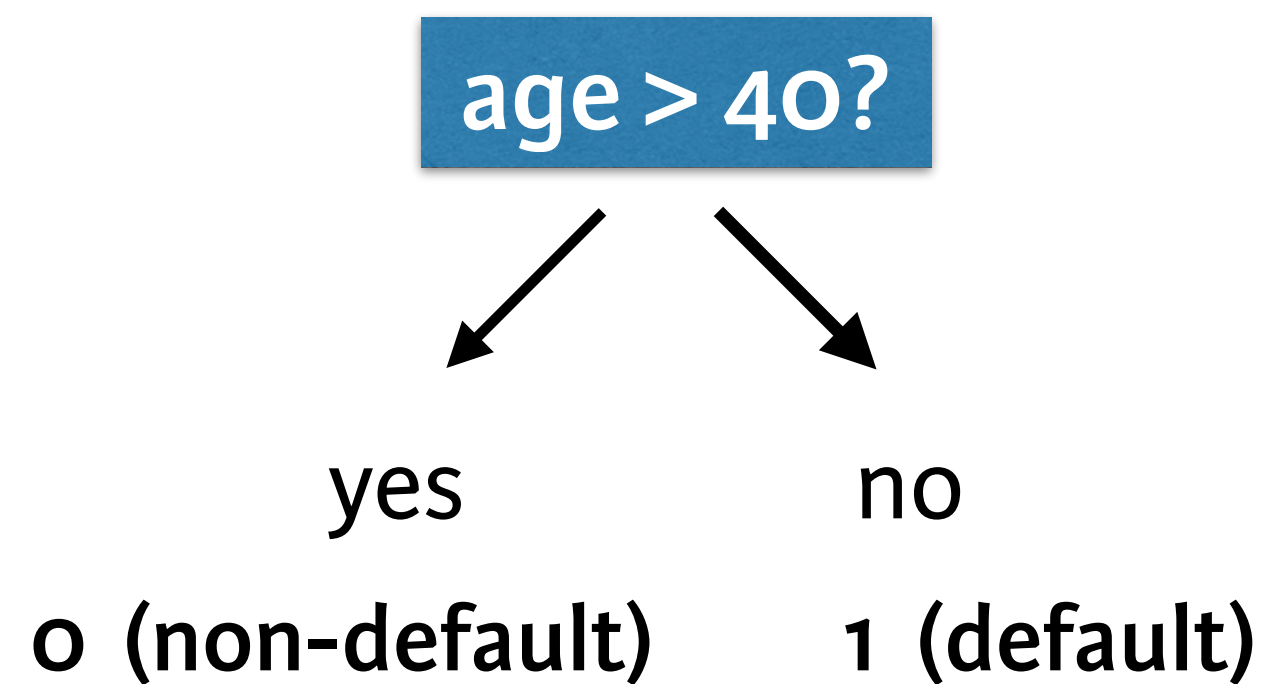 age > 40?
yes no
0 (non-default) 1 (default)